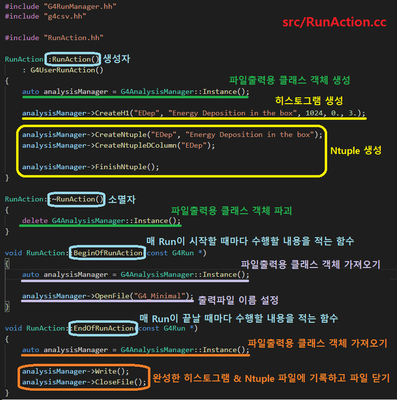 #include "G4RunManager.hh"
#include "g4csv.hh"
src/RunAction.cc
#include "RunAction.hh"
RunAction::RunAction() 생성자
: G4UserRunAction()
{ 파일출력용 클래스 객체 생성
auto analysisManager = G4AnalysisManager::Instance();
히스토그램 생성
analysisManager->CreateH1("EDep", "Energy Deposition in the box", 1024, 0., 3.);
analysisManager->CreateNtuple("EDep", "Energy Deposition in the box");
analysisManager->CreateNtupleDColumn("EDep");
Ntuple 생성
analysisManager->FinishNtuple();
}
RunAction::~RunAction() 소멸자
{ 파일출력용 클래스 객체 파괴
delete G4AnalysisManager::Instance();
}
매 Run이 시작할 때마다 수행할 내용을 적는 함수
void RunAction::BeginOfRunAction(const G4Run *)
{ 파일출력용 클래스 객체 가져오기
auto analysisManager = G4AnalysisManager::Instance();
analysisManager->OpenFile("G4_Minimal");
} 출력파일 이름 설정
매 Run이 끝날 때마다 수행할 내용을 적는 함수
void RunAction::EndOfRunAction(const G4Run *)
{ 파일출력용 클래스 객체 가져오기
auto analysisManager = G4AnalysisManager::Instance();
analysisManager->Write();
완성한 히스토그램 & Ntuple 파일에 기록하고 파일 닫기
analysisManager->CloseFile();
}